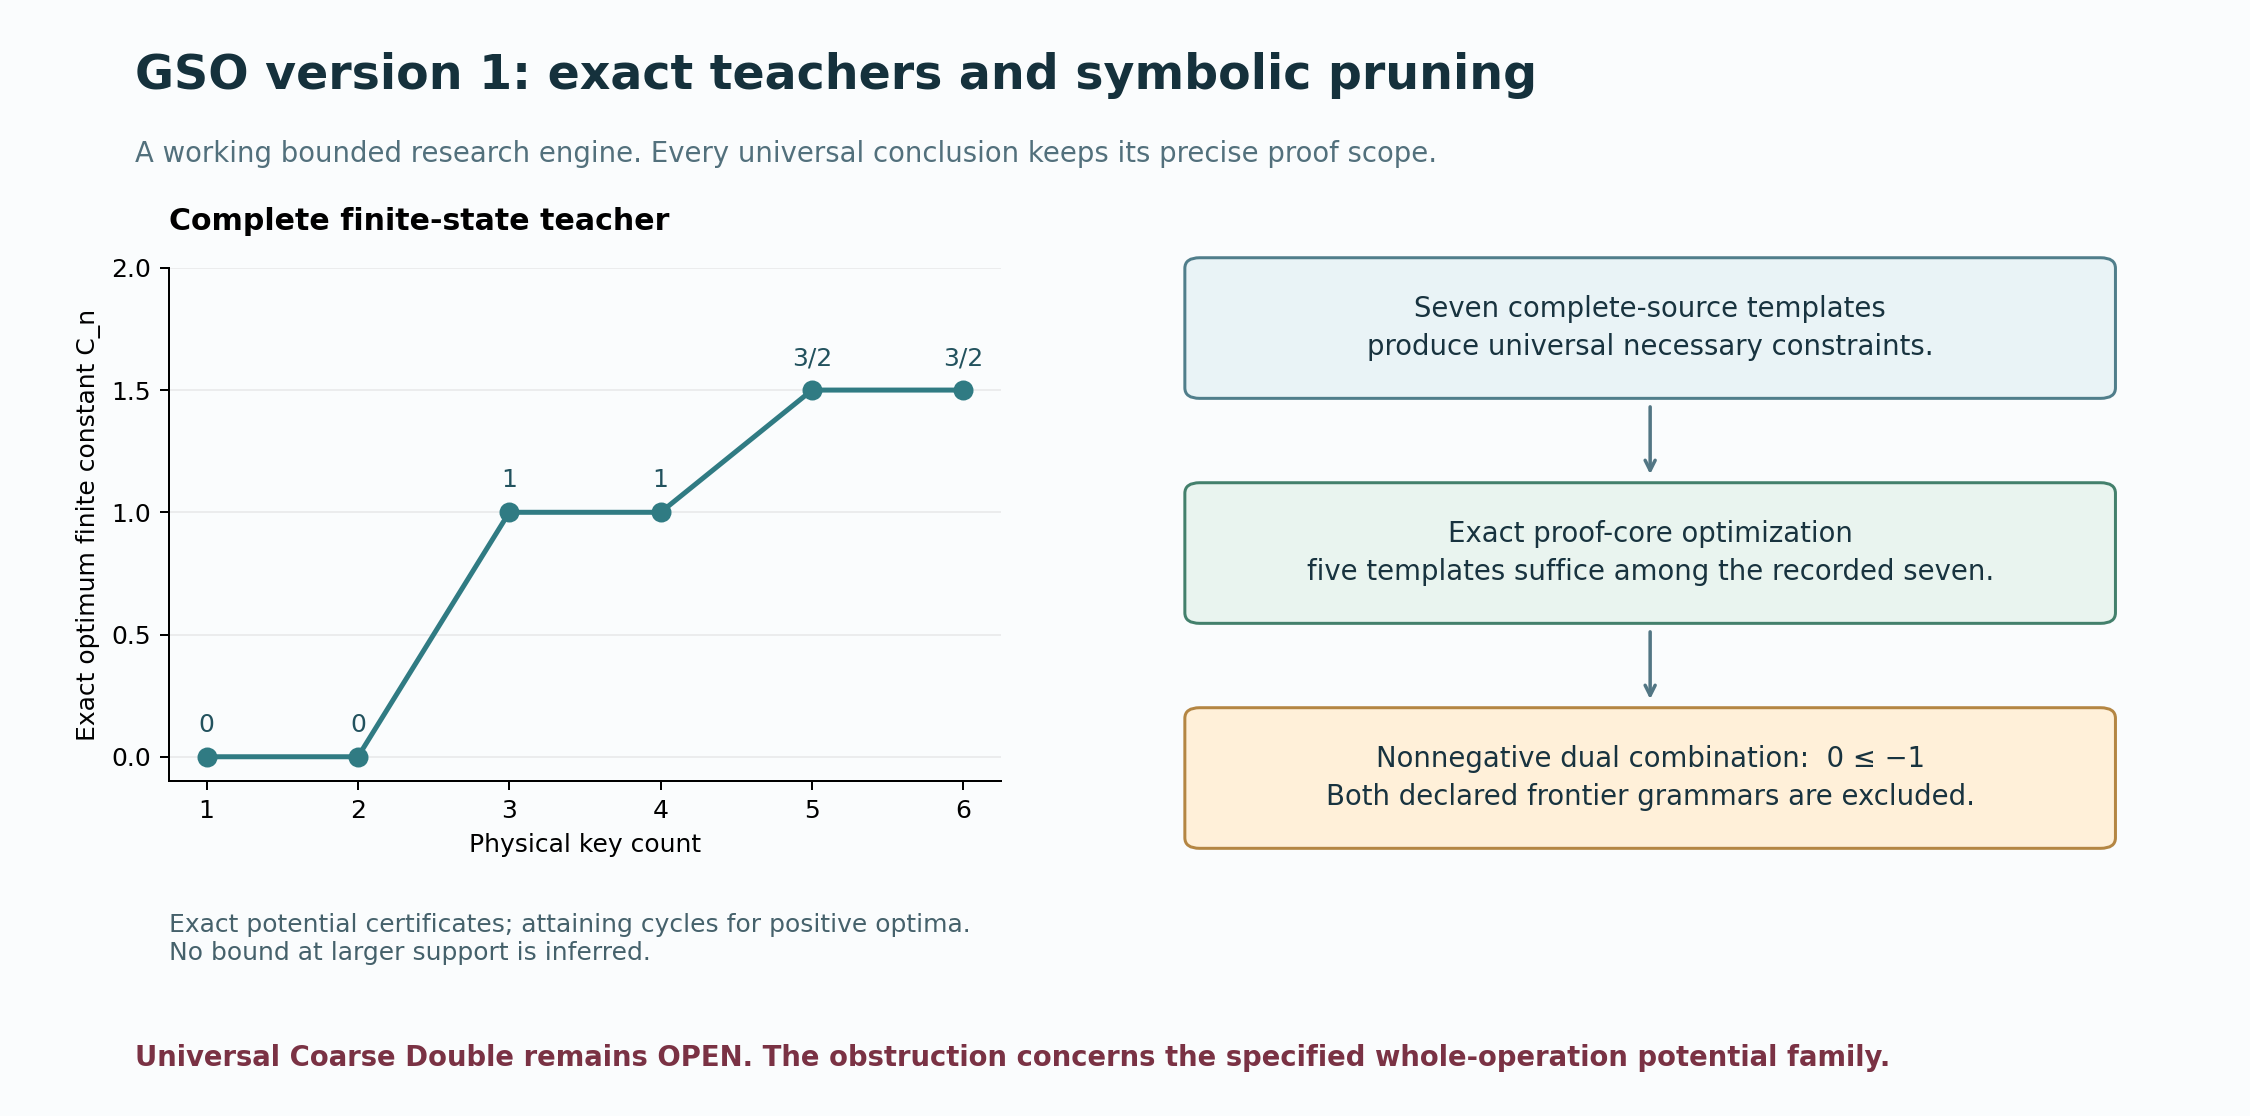 GSO version 1: exact teachers and symbolic pruning
A working bounded research engine. Every universal conclusion keeps its precise proof scope.
Complete finite-state teacher
Exact optimum finite constant C_n
2.0
1.5
1.0
0.5
0.0
0
0
1
1
3/2
3/2
1
2
3
4
5
6
Physical key count
Exact potential certificates; attaining cycles for positive optima.
No bound at larger support is inferred.
Seven complete-source templates
produce universal necessary constraints.
Exact proof-core optimization
five templates suffice among the recorded seven.
Nonnegative dual combination:  0 ≤ −1
Both declared frontier grammars are excluded.
Universal Coarse Double remains OPEN. The obstruction concerns the specified whole-operation potential family.